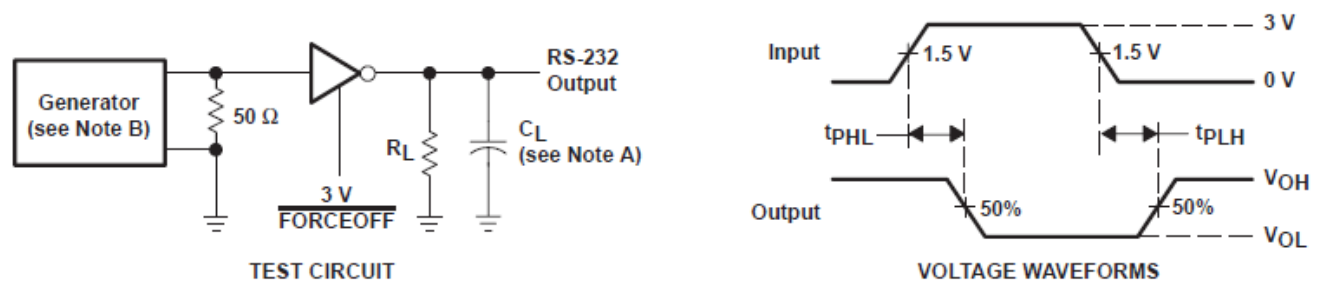 Generator
(see Note B)
50 Ω
3 V
FORCEOFF
RL
CL
(see Note A)
RS-232
Output
TEST CIRCUIT
Input
1.5 V
1.5 V
3 V
0 V
tPHL
tPLH
Output
50%
50%
VOH
VOL
VOLTAGE WAVEFORMS